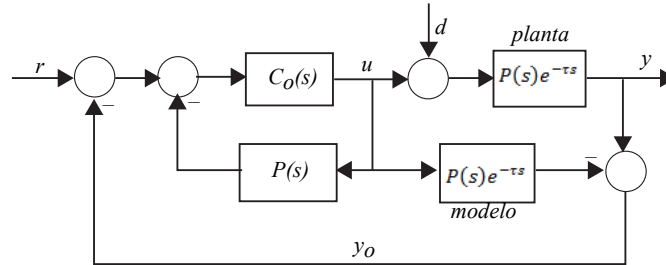 d
planta
r
−
−
C_o(s)
u
P(s)e^{−τs}
y
P(s)
P(s)e^{−τs}
−
modelo
y_o